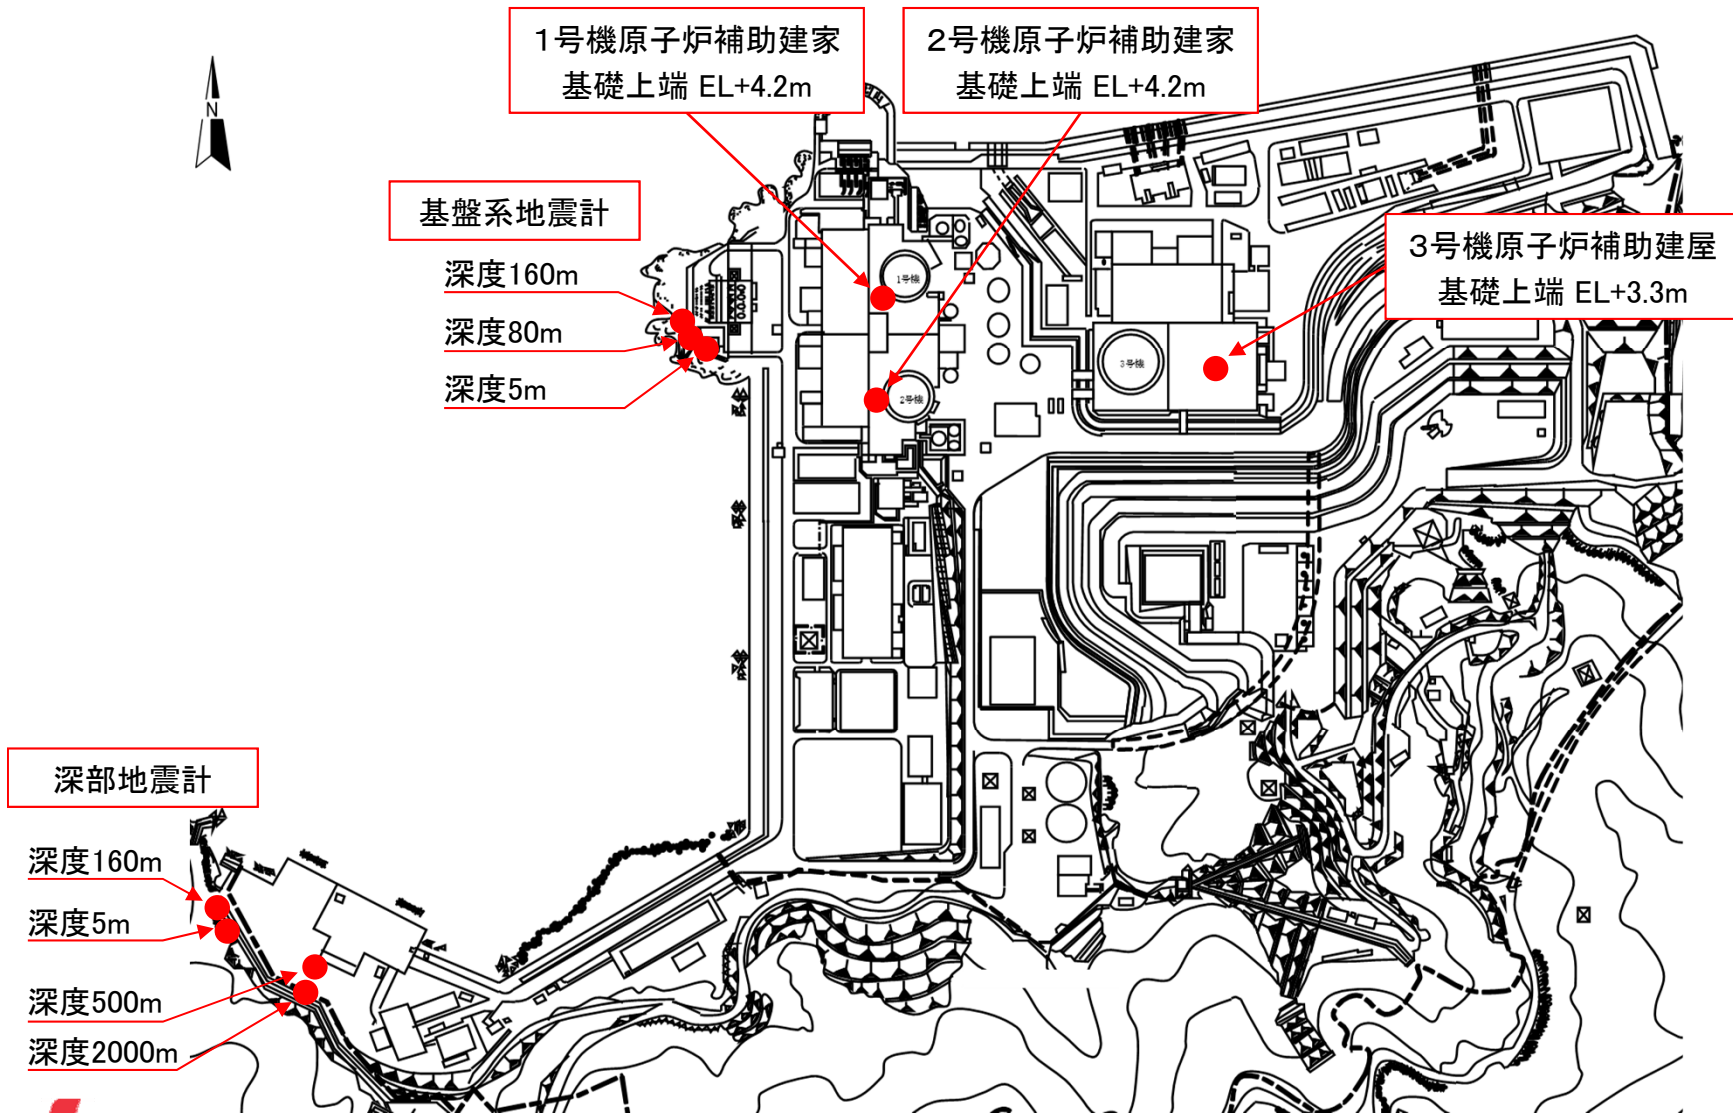 1号機原子炉補助建家
基礎上端 EL+4.2m
2号機原子炉補助建家
基礎上端 EL+4.2m
N
基盤系地震計
深度160m
深度80m
深度5m
3号機原子炉補助建屋
基礎上端 EL+3.3m
1号機
2号機
3号機
深部地震計
深度160m
深度5m
深度500m
深度2000m